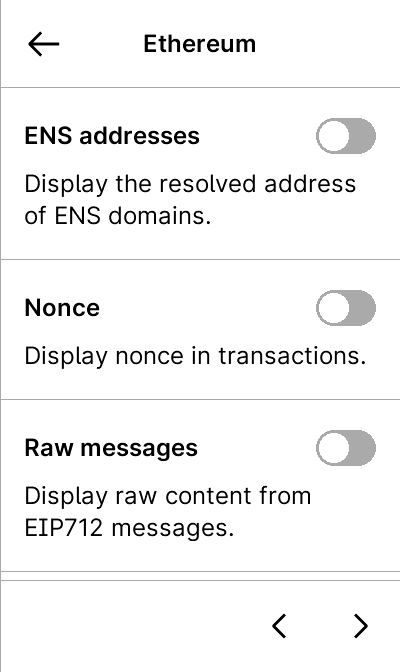 Ethereum
ENS addresses
Display the resolved address
of ENS domains.
Nonce
Display nonce in transactions.
Raw messages
Display raw content from
EIP712 messages.